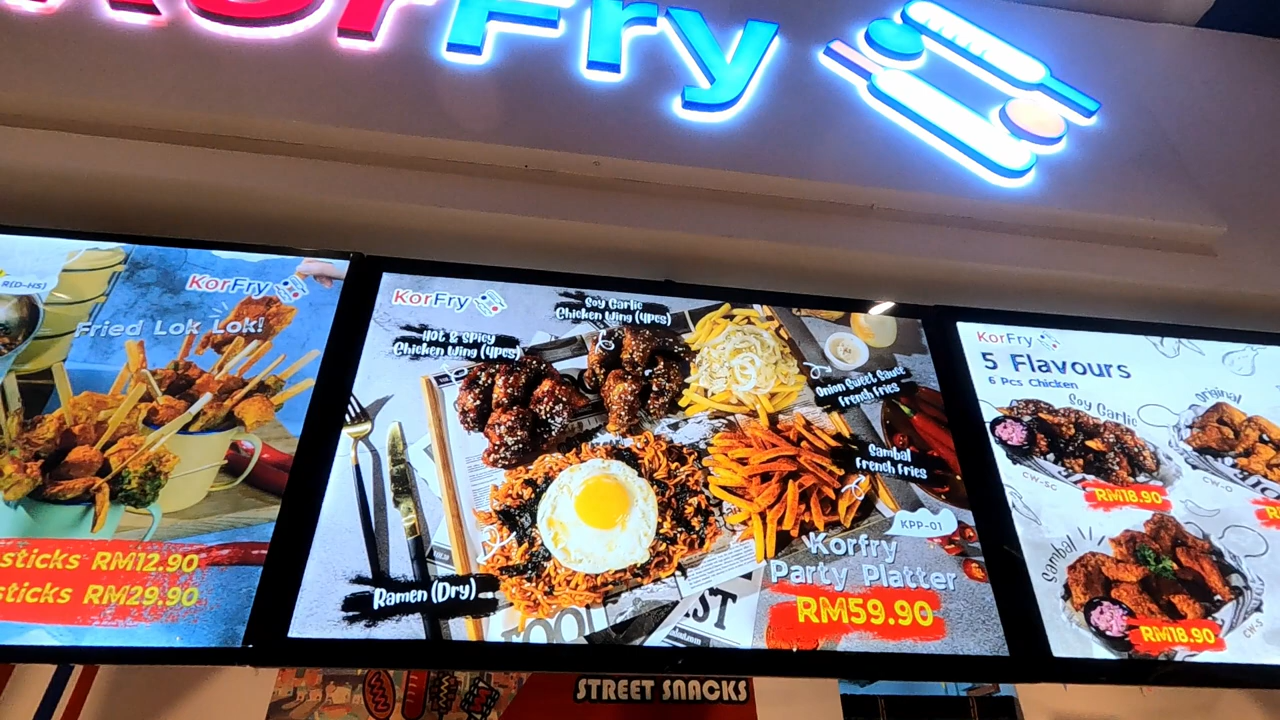 KorFry
R(D-HS)
KorFry
Fried Lok Lok!
sticks RM12.90
sticks RM29.90
KorFry
Hot & Spicy
Chicken Wing (4pcs)
Soy Garlic
Chicken Wing (4pcs)
Onion Sweet Sauce
French Fries
Sambal
French Fries
Ramen (Dry)
KPP-01
Korfry
Party Platter
RM59.90
KorFry
5 Flavours
6 Pcs Chicken
Soy Garlic
CW-SC
RM18.90
Original
CW-O
Sambal
RM18.90
CW-S
STREET SNACKS